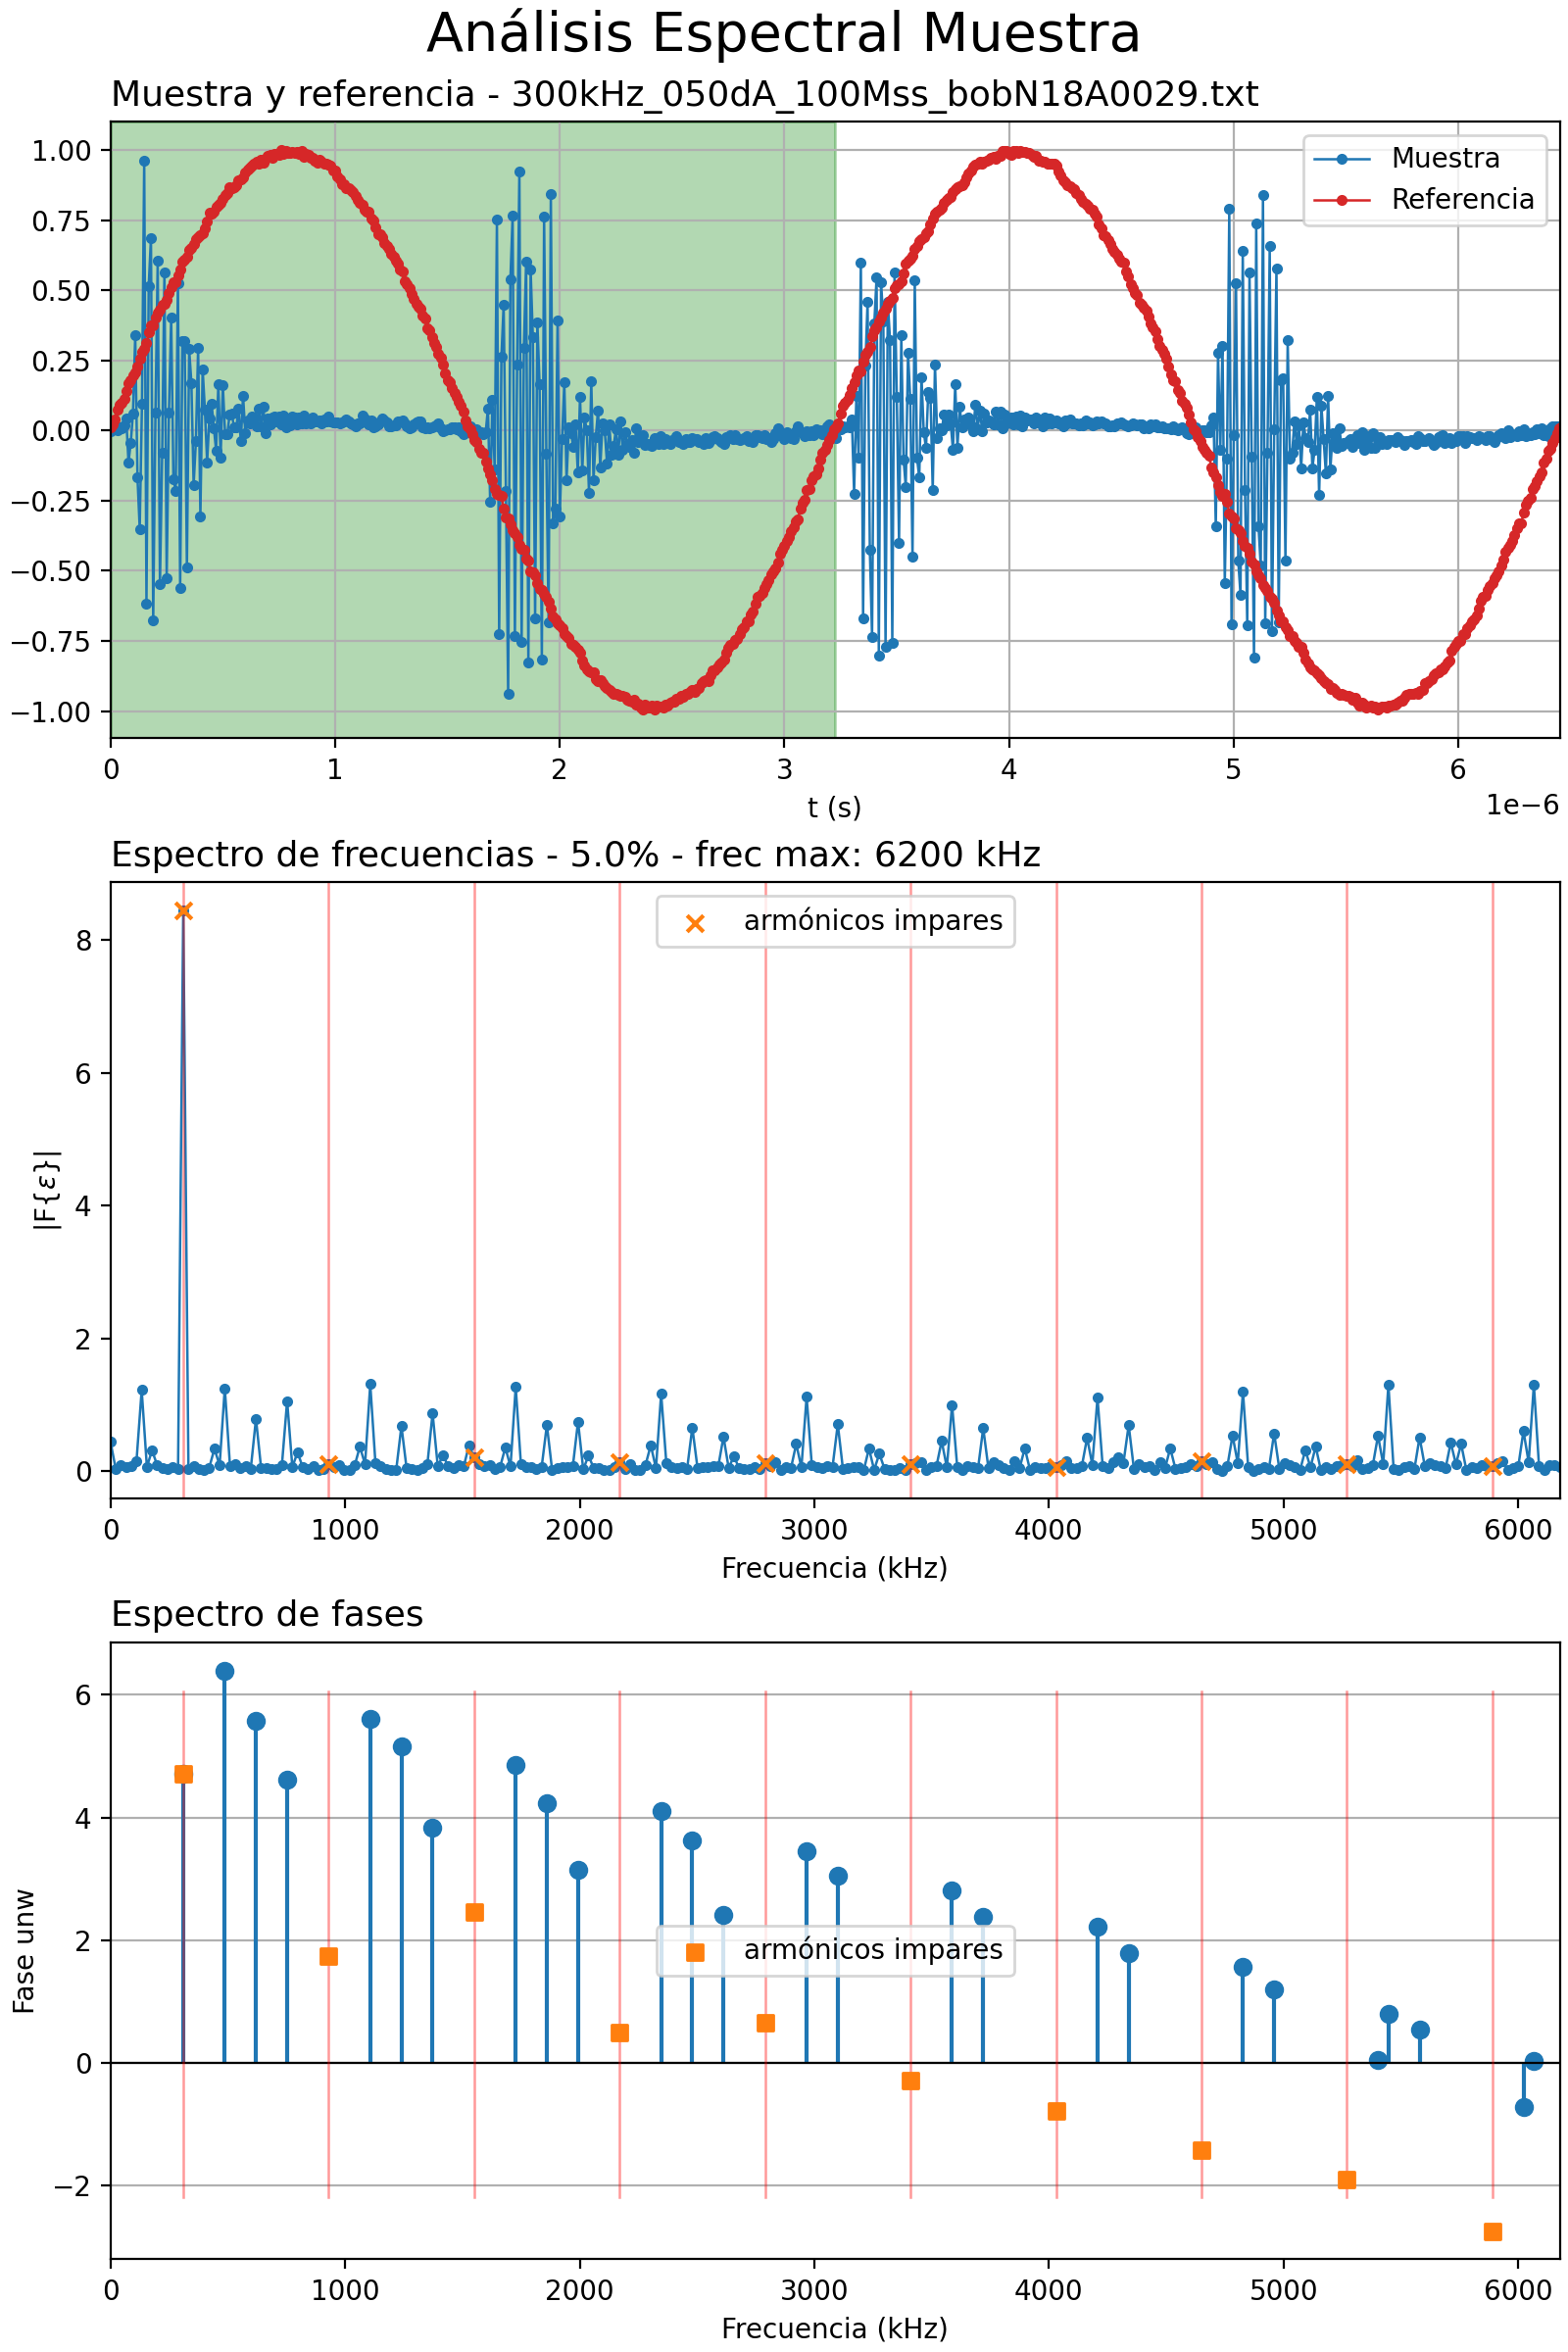 Análisis Espectral Muestra
Muestra y referencia - 300kHz_050dA_100Mss_bobN18A0029.txt
1.00
0.75
0.50
0.25
0.00
−0.25
−0.50
−0.75
−1.00
Muestra
Referencia
0 1 2 3 4 5 6
t (s)
1e−6
Espectro de frecuencias - 5.0% - frec max: 6200 kHz
armónicos impares
8
6
4
2
0
|F{ε}|
0 1000 2000 3000 4000 5000 6000
Frecuencia (kHz)
Espectro de fases
6
4
2
0
−2
Fase unw
armónicos impares
0 1000 2000 3000 4000 5000 6000
Frecuencia (kHz)